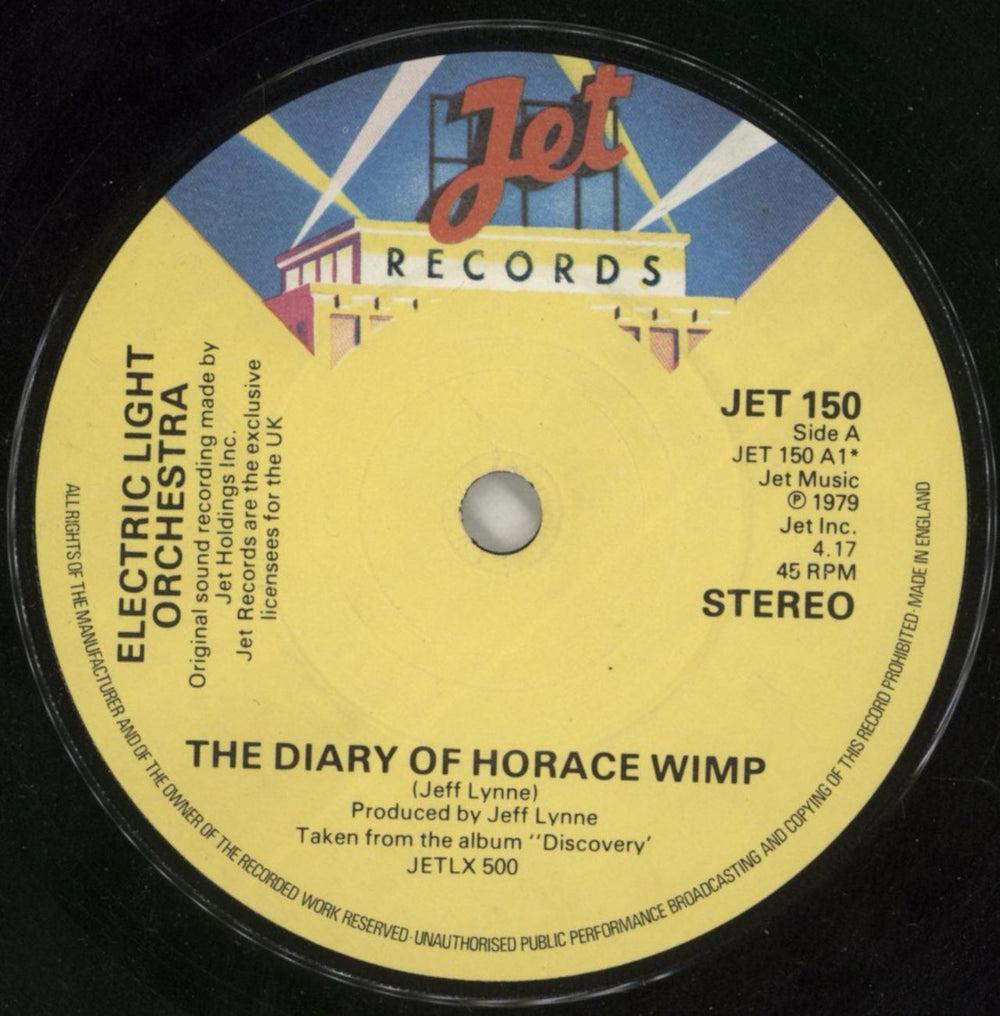 Jet
RECORDS
ELECTRIC LIGHT
ORCHESTRA
Original sound recording made by
Jet Holdings Inc.
Jet Records are the exclusive
licensees for the UK
JET 150
Side A
JET 150 A1*
Jet Music
Ⓟ 1979
Jet Inc.
4.17
45 RPM
STEREO
THE DIARY OF HORACE WIMP
(Jeff Lynne)
Produced by Jeff Lynne
Taken from the album ''Discovery'
JETLX 500
ALL RIGHTS OF THE MANUFACTURER AND OF THE OWNER OF THE RECORDED WORK RESERVED · UNAUTHORISED PUBLIC PERFORMANCE BROADCASTING AND COPYING OF THIS RECORD PROHIBITED · MADE IN ENGLAND